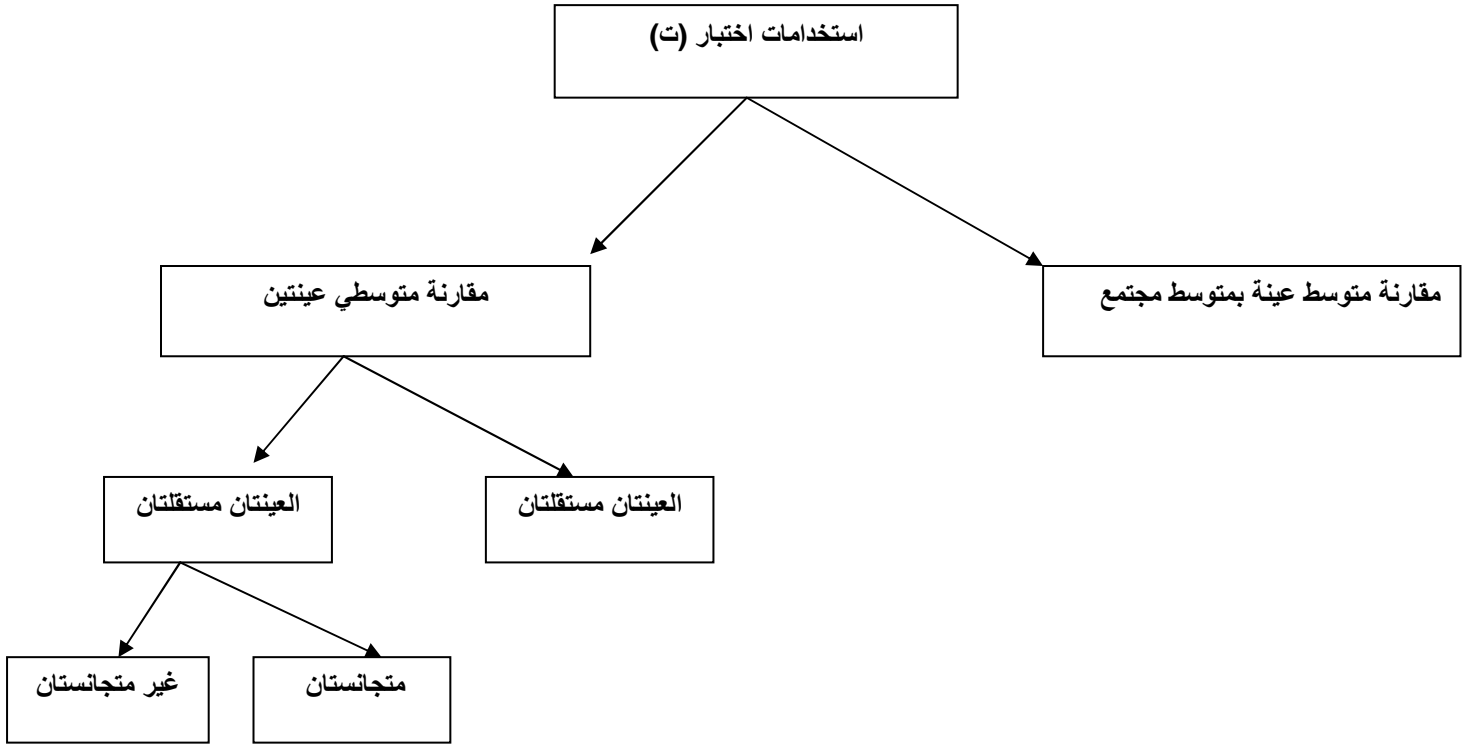 استخدامات اختبار (ت)
مقارنة متوسط عينة بمتوسط مجتمع
مقارنة متوسطي عينتين
العينتان مستقلتان
العينتان مستقلتان
متجانستان
غير متجانستان